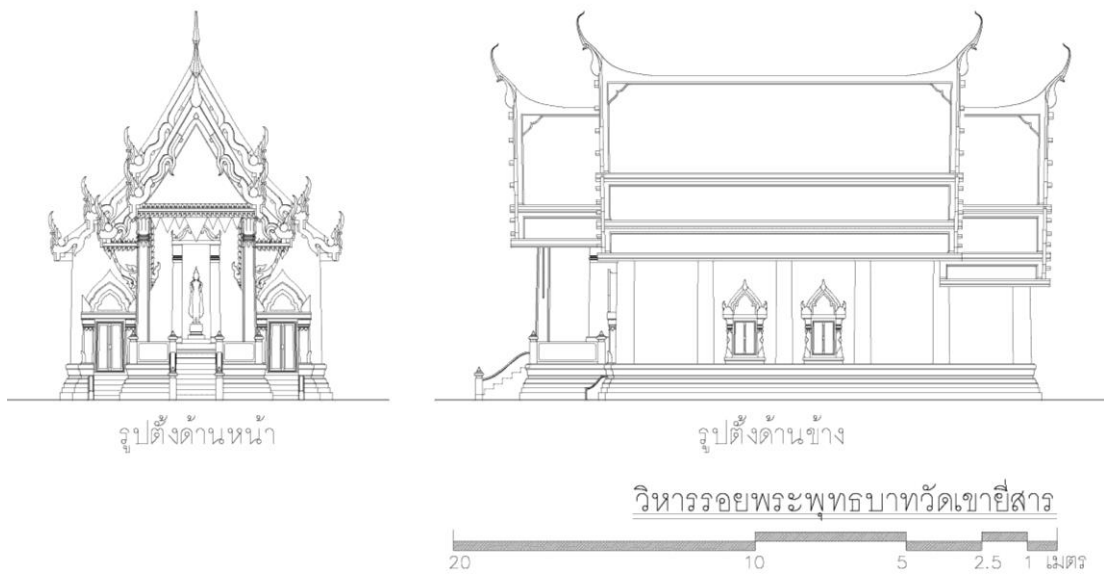 รูปตั้งด้านหน้า
รูปตั้งด้านข้าง
วิหารรอยพระพุทธบาทวัดเขายี่สาร
20 10 5 2.5 1 เมตร